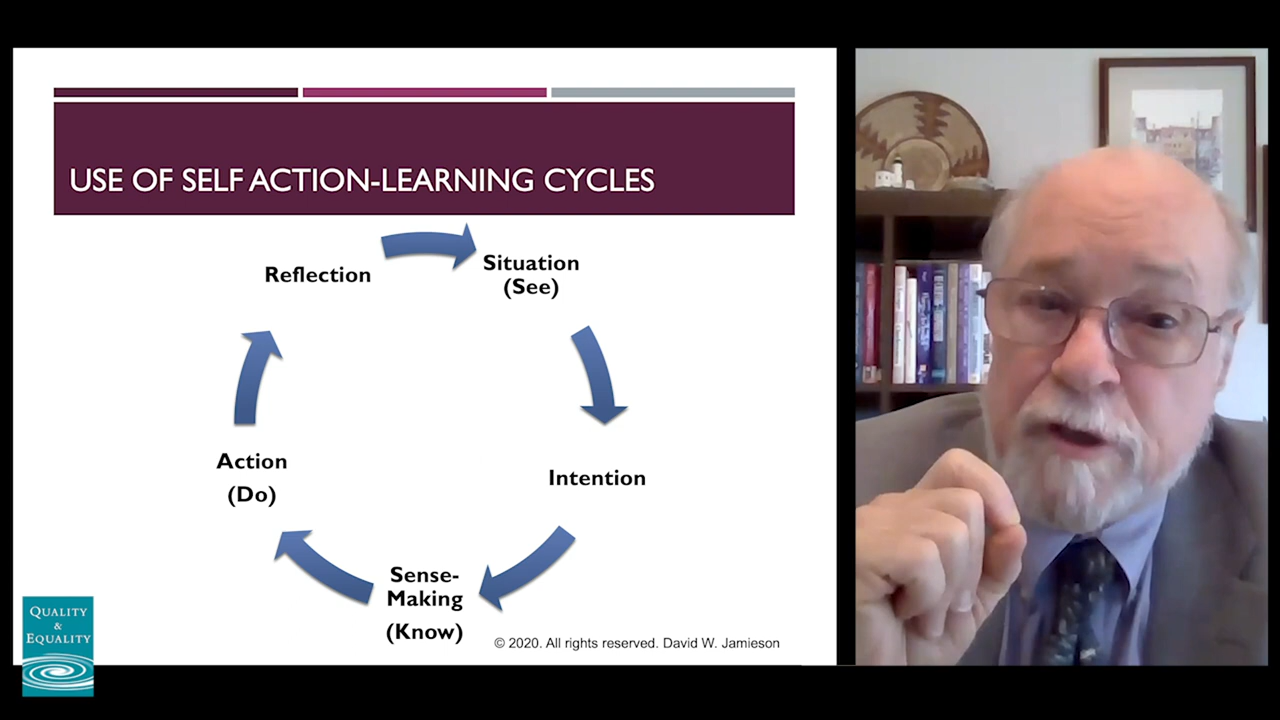 USE OF SELF ACTION-LEARNING CYCLES
Reflection
Situation
(See)
Intention
Sense-
Making
(Know)
Action
(Do)
© 2020. All rights reserved. David W. Jamieson
QUALITY
&
EQUALITY